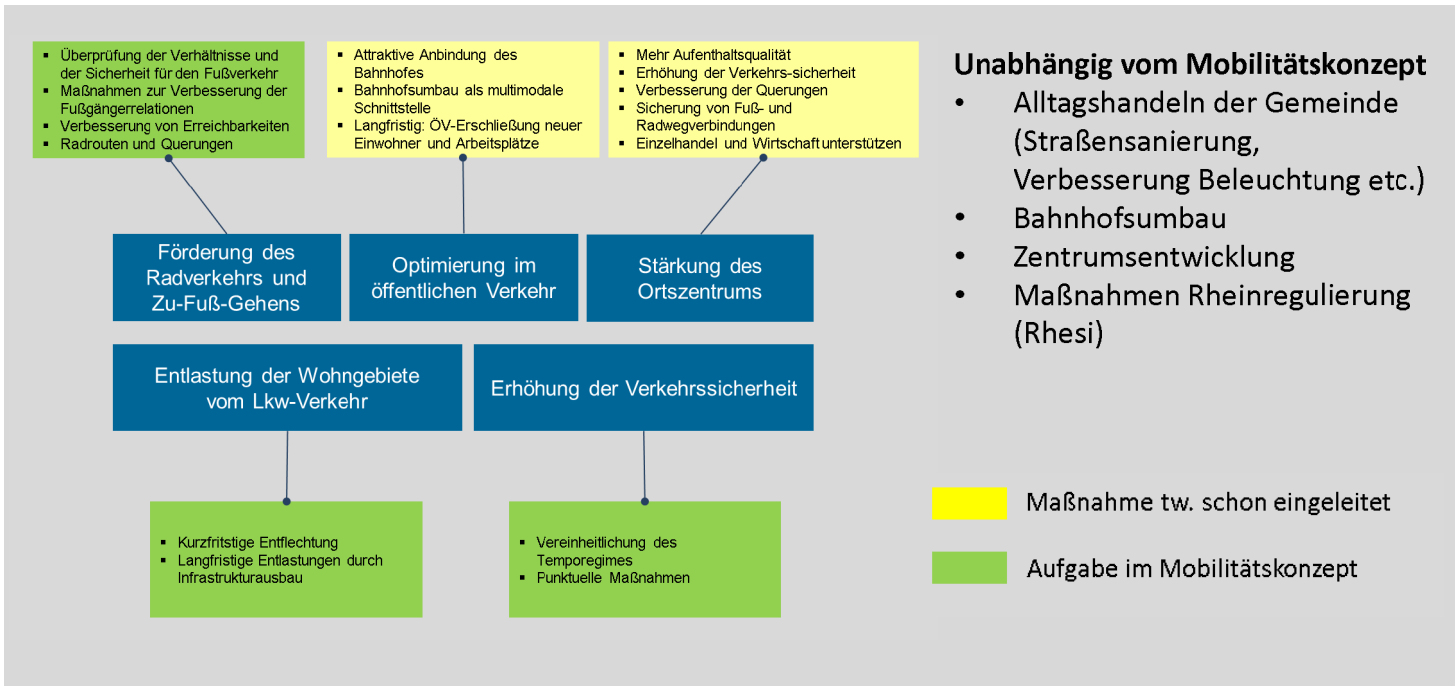 ▪ Überprüfung der Verhältnisse und
der Sicherheit für den Fußverkehr
▪ Maßnahmen zur Verbesserung der
Fußgängerrelationen
▪ Verbesserung von Erreichbarkeiten
▪ Radrouten und Querungen
▪ Attraktive Anbindung des
Bahnhofes
▪ Bahnhofsumbau als multimodale
Schnittstelle
▪ Langfristig: ÖV-Erschließung neuer
Einwohner und Arbeitsplätze
▪ Mehr Aufenthaltsqualität
▪ Erhöhung der Verkehrs-sicherheit
▪ Verbesserung der Querungen
▪ Sicherung von Fuß- und
Radwegverbindungen
▪ Einzelhandel und Wirtschaft unterstützen
Förderung des
Radverkehrs und
Zu-Fuß-Gehens
Optimierung im
öffentlichen Verkehr
Stärkung des
Ortszentrums
Entlastung der Wohngebiete
vom Lkw-Verkehr
Erhöhung der Verkehrssicherheit
▪ Kurzfritstige Entflechtung
▪ Langfristige Entlastungen durch
Infrastrukturausbau
▪ Vereinheitlichung des
Temporegimes
▪ Punktuelle Maßnahmen
Unabhängig vom Mobilitätskonzept
• Alltagshandeln der Gemeinde
(Straßensanierung,
Verbesserung Beleuchtung etc.)
• Bahnhofsumbau
• Zentrumsentwicklung
• Maßnahmen Rheinregulierung
(Rhesi)
Maßnahme tw. schon eingeleitet
Aufgabe im Mobilitätskonzept